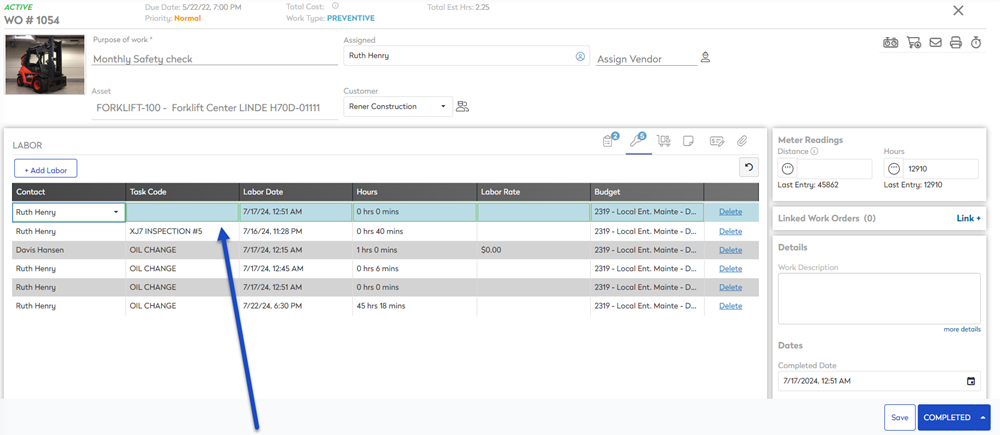 ACTIVE
WO # 1054
Due Date: 5/22/22, 7:00 PM
Priority: Normal
Total Cost:
Work Type: PREVENTIVE
Total Est Hrs: 2.25
Purpose of work *
Monthly Safety check
Assigned
Ruth Henry
Assign Vendor
Asset
FORKLIFT-100 - Forklift Center LINDE H70D-01111
Customer
Rener Construction
LABOR
2
5
+ Add Labor
Contact Task Code Labor Date Hours Labor Rate Budget
Ruth Henry 7/17/24, 12:51 AM 0 hrs 0 mins 2319 - Local Ent. Mainte - D... Delete
Ruth Henry XJ7 INSPECTION #5 7/16/24, 11:28 PM 0 hrs 40 mins 2319 - Local Ent. Mainte - D... Delete
Davis Hansen OIL CHANGE 7/17/24, 12:15 AM 1 hrs 0 mins $0.00 2319 - Local Ent. Mainte - D... Delete
Ruth Henry OIL CHANGE 7/17/24, 12:45 AM 0 hrs 6 mins 2319 - Local Ent. Mainte - D... Delete
Ruth Henry OIL CHANGE 7/17/24, 12:51 AM 0 hrs 0 mins 2319 - Local Ent. Mainte - D... Delete
Ruth Henry OIL CHANGE 7/22/24, 6:30 PM 45 hrs 18 mins 2319 - Local Ent. Mainte - D... Delete
Meter Readings
Distance Hours
12910
Last Entry: 45862 Last Entry: 12910
Linked Work Orders (0) Link +
Details
Work Description
more details
Dates
Completed Date
7/17/2024, 12:51 AM
Save COMPLETED